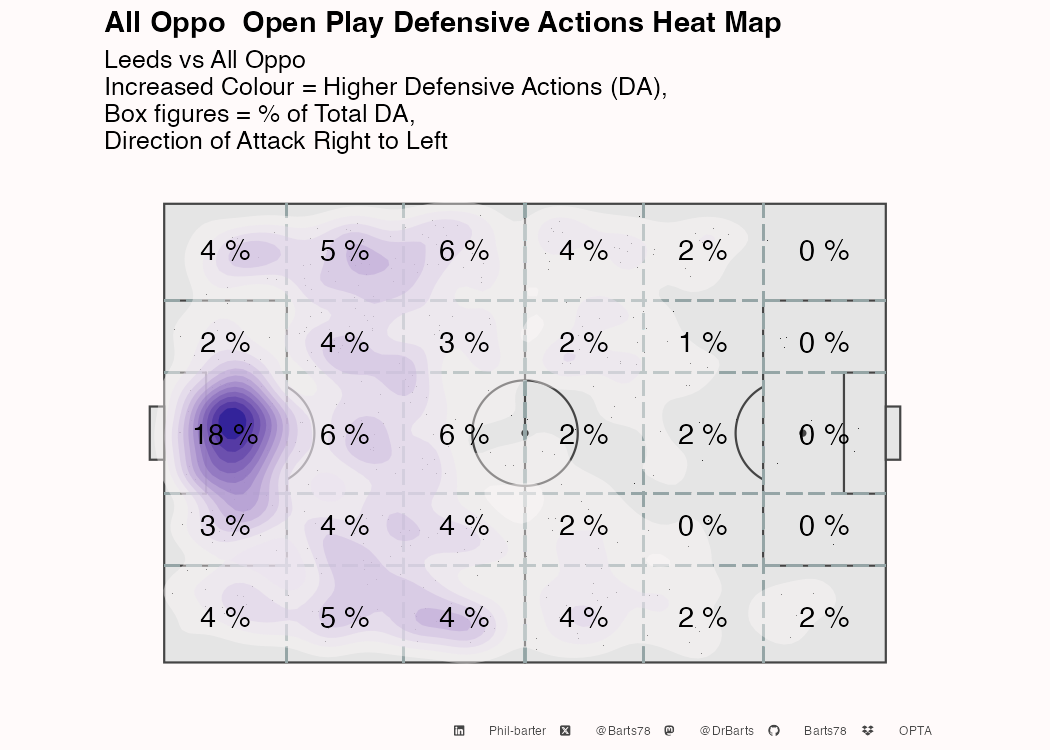 All Oppo  Open Play Defensive Actions Heat Map
Leeds vs All Oppo
Increased Colour = Higher Defensive Actions (DA),
Box figures = % of Total DA,
Direction of Attack Right to Left
4 % 5 % 6 % 4 % 2 % 0 %
2 % 4 % 3 % 2 % 1 % 0 %
18 % 6 % 6 % 2 % 2 % 0 %
3 % 4 % 4 % 2 % 0 % 0 %
4 % 5 % 4 % 4 % 2 % 2 %
Phil-barter @Barts78 @DrBarts Barts78 OPTA